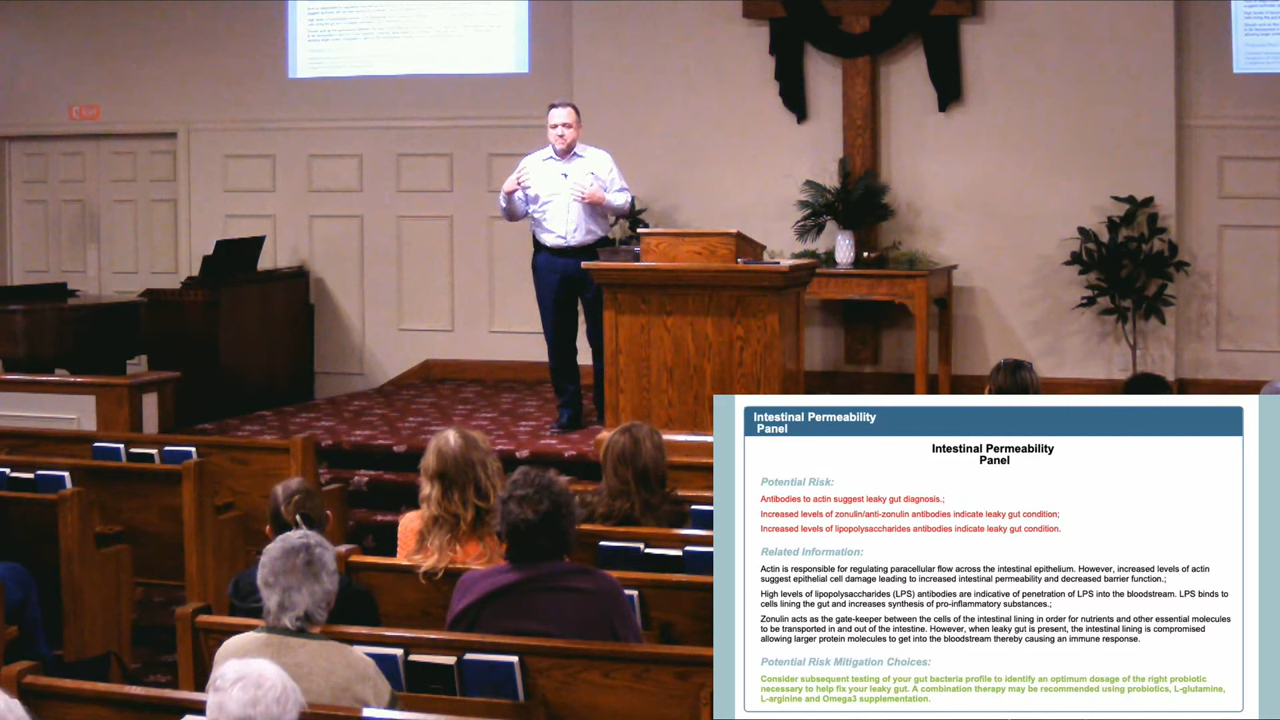 Exit
Intestinal Permeability
Panel
Intestinal Permeability
Panel
Potential Risk:
Antibodies to actin suggest leaky gut diagnosis.;
Increased levels of zonulin/anti-zonulin antibodies indicate leaky gut condition;
Increased levels of lipopolysaccharides antibodies indicate leaky gut condition.
Related Information:
Actin is responsible for regulating paracellular flow across the intestinal epithelium. However, increased levels of actin
suggest epithelial cell damage leading to increased intestinal permeability and decreased barrier function.;
High levels of lipopolysaccharides (LPS) antibodies are indicative of penetration of LPS into the bloodstream. LPS binds to
cells lining the gut and increases synthesis of pro-inflammatory substances.;
Zonulin acts as the gate-keeper between the cells of the intestinal lining in order for nutrients and other essential molecules
to be transported in and out of the intestine. However, when leaky gut is present, the intestinal lining is compromised
allowing larger protein molecules to get into the bloodstream thereby causing an immune response.
Potential Risk Mitigation Choices:
Consider subsequent testing of your gut bacteria profile to identify an optimum dosage of the right probiotic
necessary to help fix your leaky gut. A combination therapy may be recommended using probiotics, L-glutamine,
L-arginine and Omega3 supplementation.